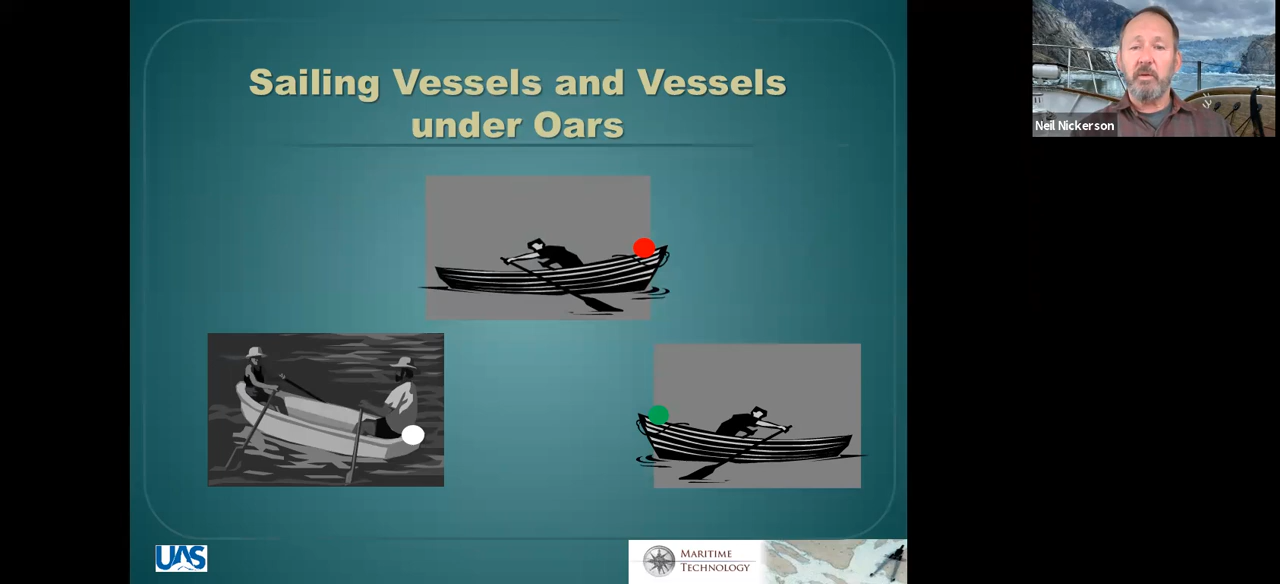 Sailing Vessels and Vessels
under Oars
Neil Nickerson
UAS
MARITIME
TECHNOLOGY